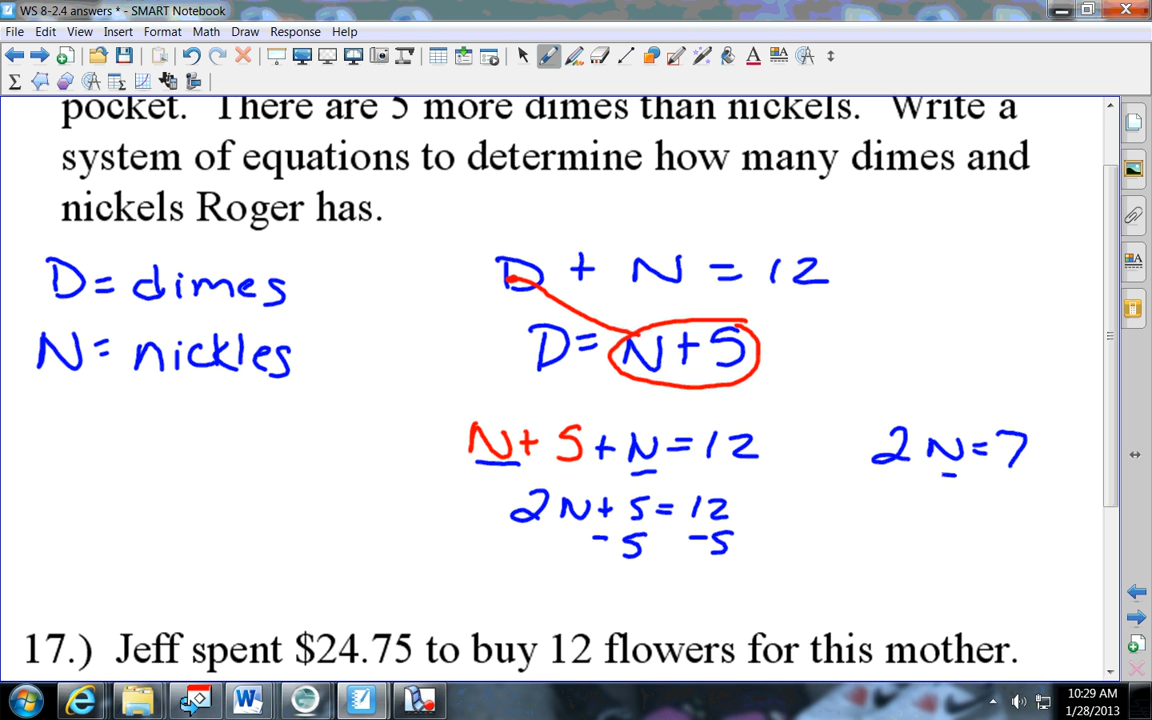 WS 8-2.4 answers * - SMART Notebook
File Edit View Insert Format Math Draw Response Help
pocket. There are 5 more dimes than nickels. Write a
system of equations to determine how many dimes and
nickels Roger has.
D= dimes
N= nickles
D + N = 12
D= N+5
N+ 5+N=12
2N=7
2N+ 5=12
-5 -5
17.) Jeff spent $24.75 to buy 12 flowers for this mother.
10:29 AM
1/28/2013